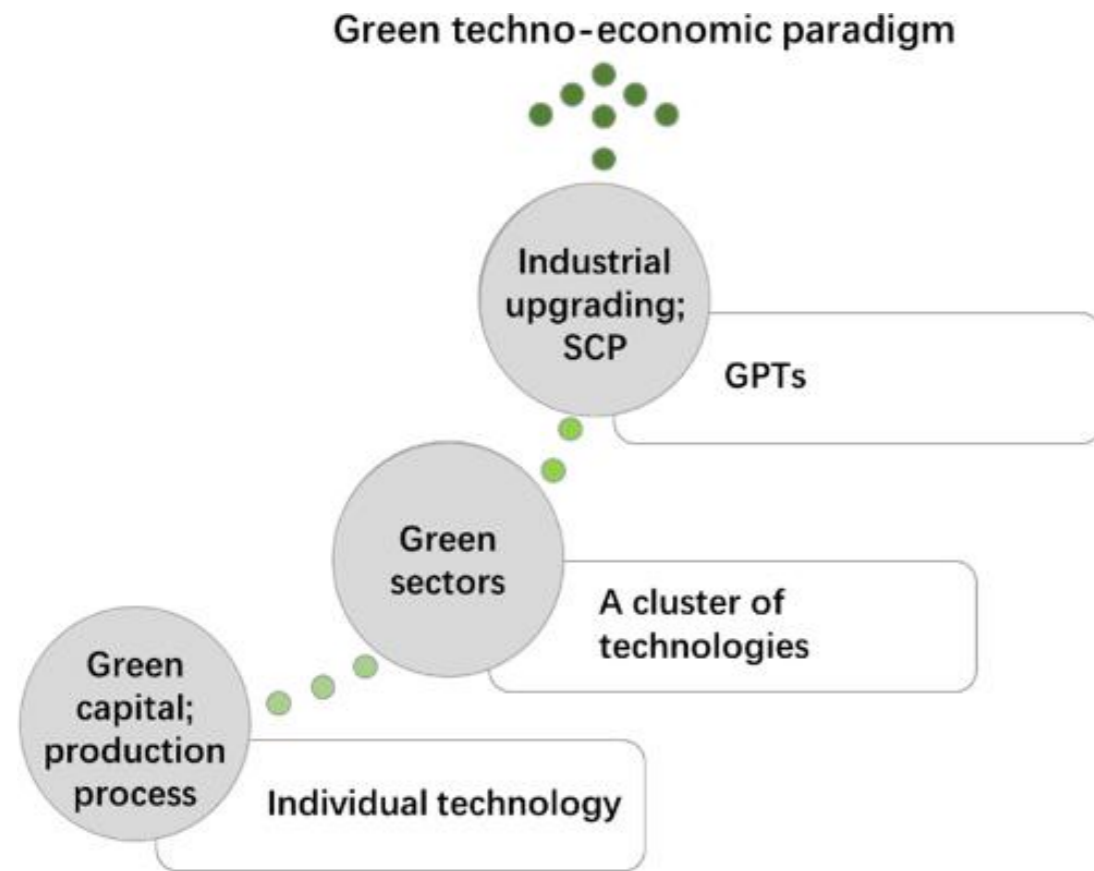 Green techno-economic paradigm
Industrial
upgrading;
SCP
GPTs
Green
sectors
A cluster of
technologies
Green
capital;
production
process
Individual technology